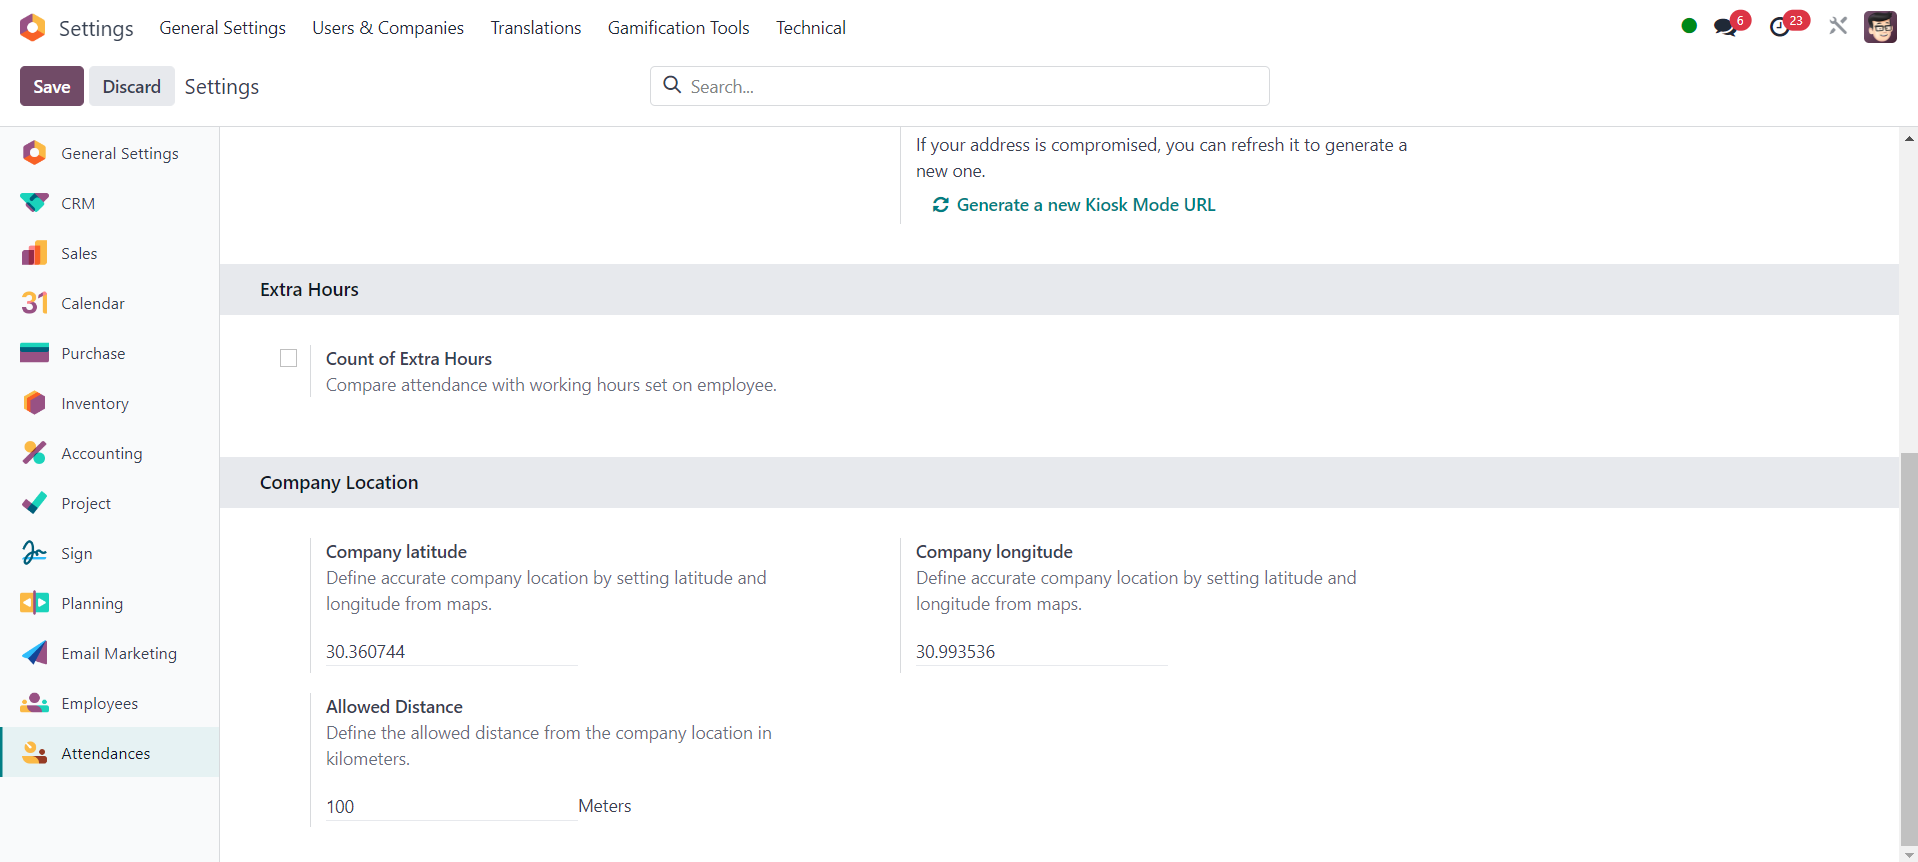 Settings
General Settings
Users & Companies
Translations
Gamification Tools
Technical
6
23
Save
Discard
Settings
Search...
General Settings
CRM
Sales
31 Calendar
Purchase
Inventory
Accounting
Project
Sign
Planning
Email Marketing
Employees
Attendances
If your address is compromised, you can refresh it to generate a
new one.
Generate a new Kiosk Mode URL
Extra Hours
Count of Extra Hours
Compare attendance with working hours set on employee.
Company Location
Company latitude
Define accurate company location by setting latitude and
longitude from maps.
30.360744
Company longitude
Define accurate company location by setting latitude and
longitude from maps.
30.993536
Allowed Distance
Define the allowed distance from the company location in
kilometers.
100 Meters